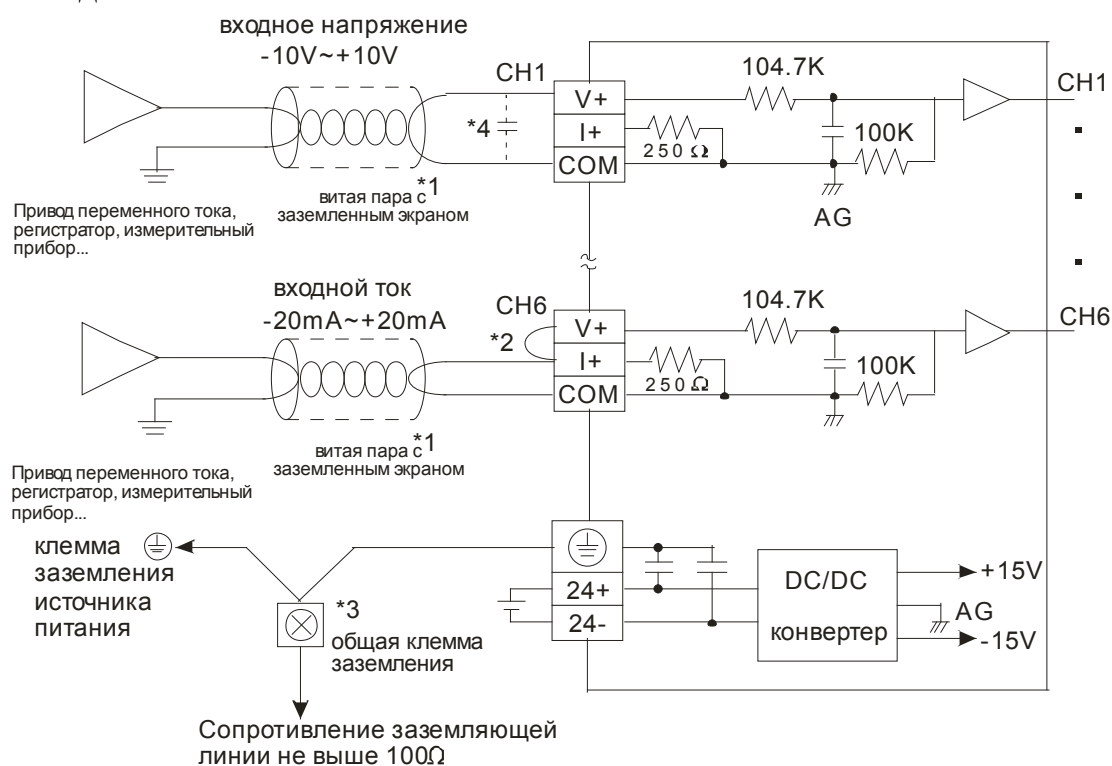 входное напряжение
-10V~+10V
CH1
104.7K
CH1
V+
*4
I+
250 Ω
100K
COM
витая пара с *1
заземленным экраном
AG
Привод переменного тока,
регистратор, измерительный
прибор...
входной ток
-20mA~+20mA
CH6
104.7K
CH6
V+
*2
I+
250 Ω
100K
COM
витая пара с *1
заземленным экраном
Привод переменного тока,
регистратор, измерительный
прибор...
клемма
заземления
источника
питания
*3
общая клемма
заземления
24+
24-
DC/DC
конвертер
+15V
AG
-15V
Сопротивление заземляющей
линии не выше 100Ω